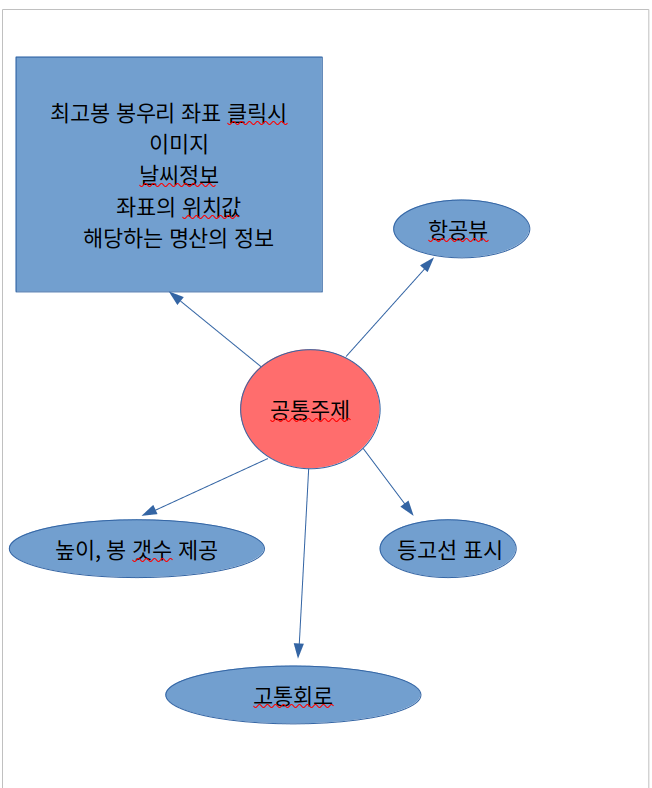 최고봉 봉우리 좌표 클릭시
이미지
날씨정보
좌표의 위치값
해당하는 명산의 정보
항공뷰
공통주제
높이, 봉 갯수 제공
등고선 표시
고통회로